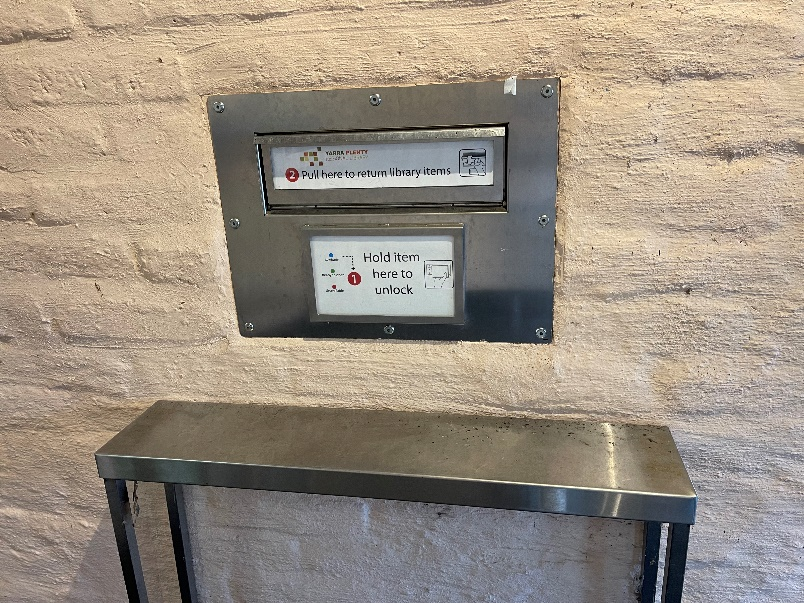 YARRA PLENTY
2 Pull here to return library items
1
Hold item
here to
unlock